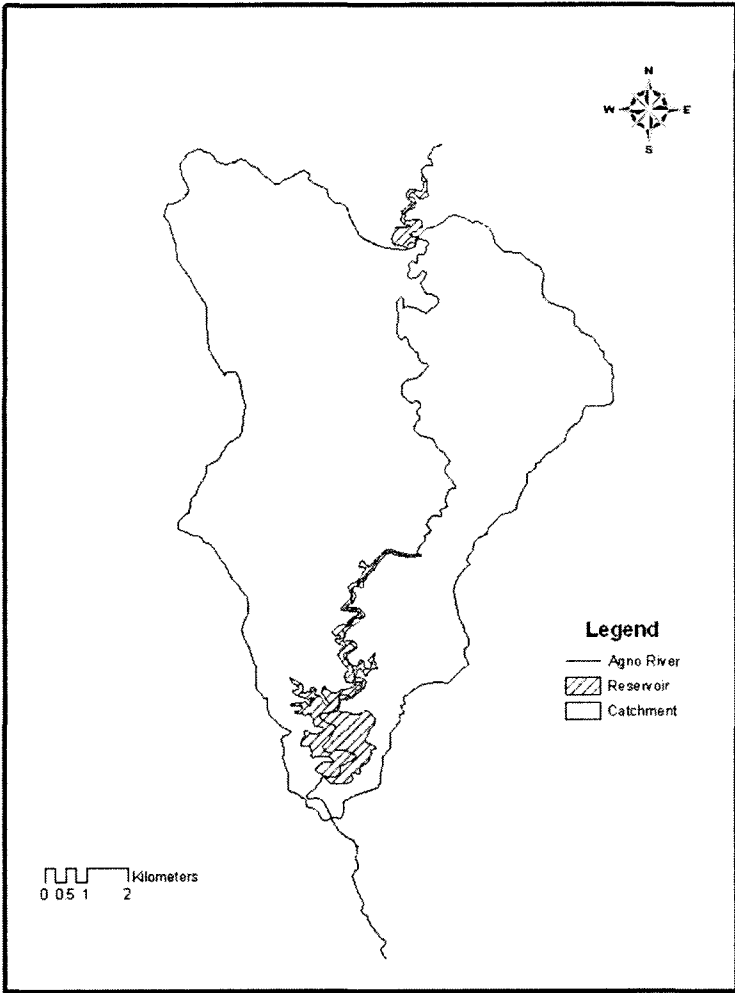 N
W E
S
Legend
Agno River
Reservoir
Catchment
Kilometers
0 0.5 1 2